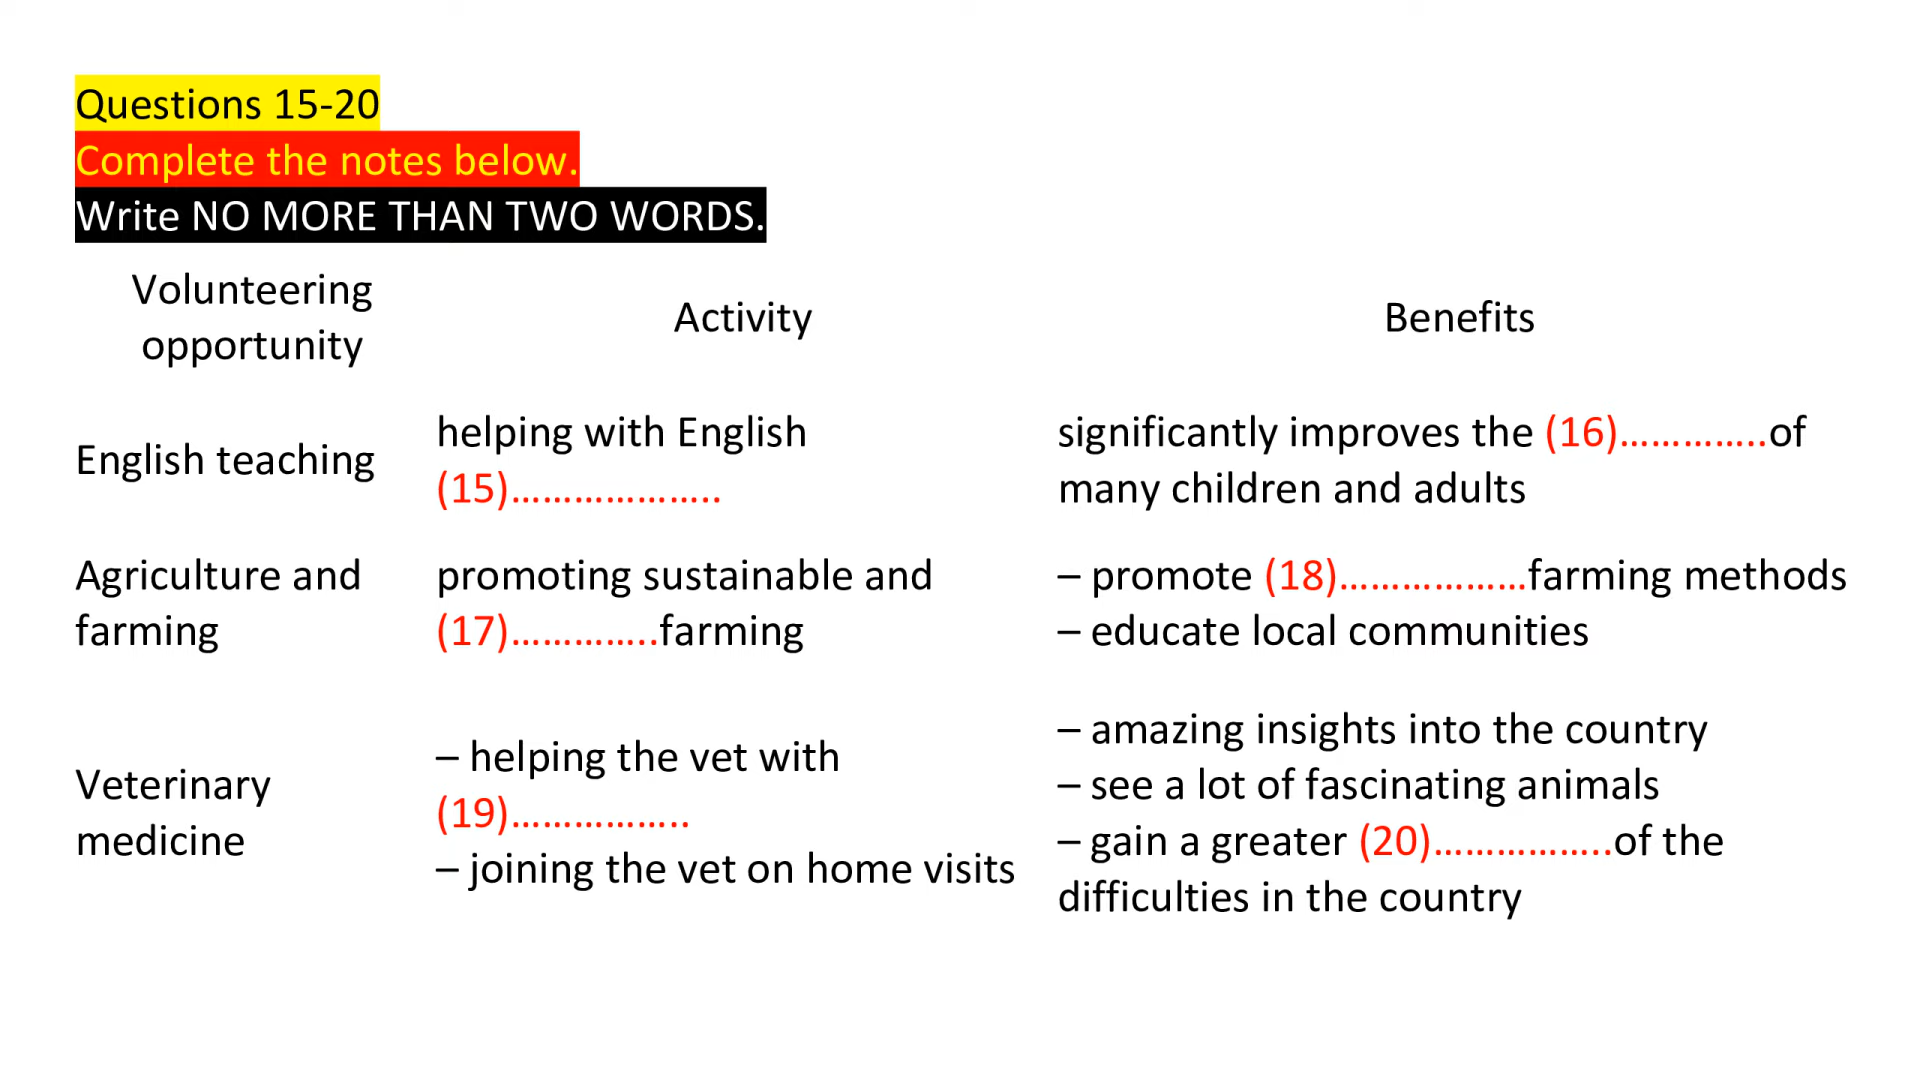 Questions 15-20
Complete the notes below.
Write NO MORE THAN TWO WORDS.
Volunteering
opportunity
Activity
Benefits
English teaching
helping with English
(15)………………..
significantly improves the (16)…………..of
many children and adults
Agriculture and
farming
promoting sustainable and
(17)…………..farming
– promote (18)………………farming methods
– educate local communities
Veterinary
medicine
– helping the vet with
(19)……………..
– joining the vet on home visits
– amazing insights into the country
– see a lot of fascinating animals
– gain a greater (20)……………..of the
difficulties in the country